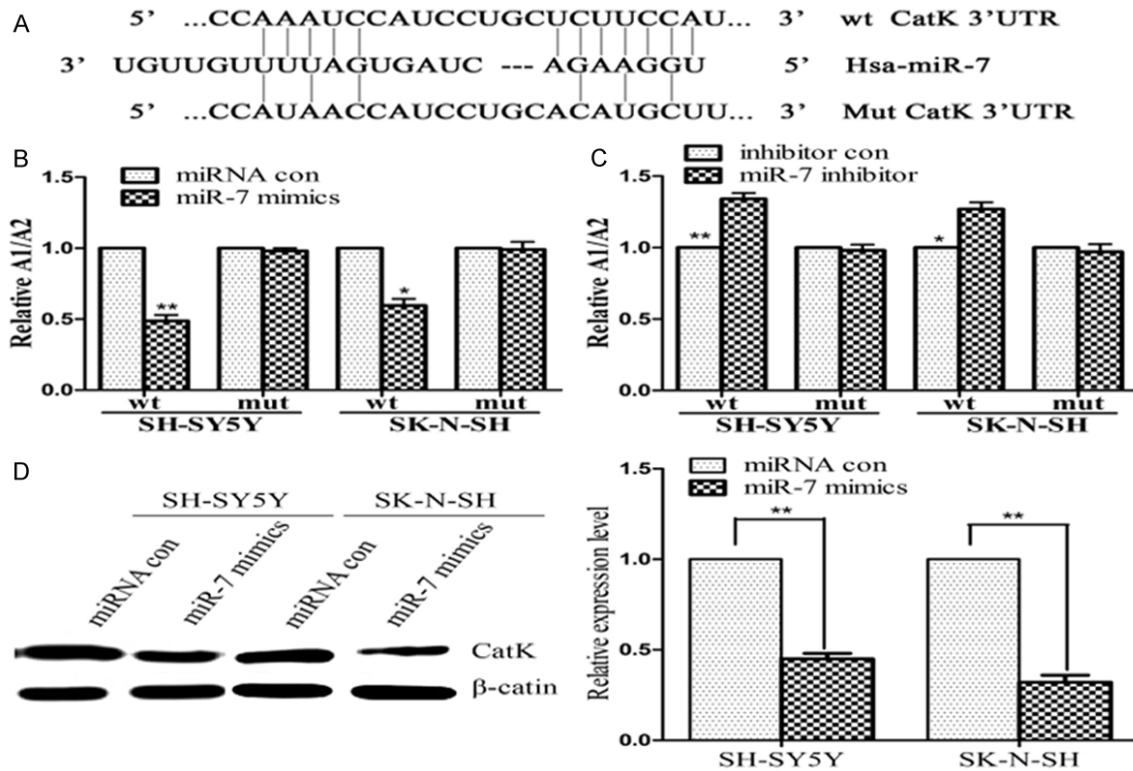 A
5’ ...CCAAAUCCAUCCUGCUCUUCCAU... 3’ wt CatK 3’UTR
3’ UGUUGUUUUAGUGAUC --- AGAAGGU 5’ Hsa-miR-7
5’ ...CCAUAACCAUCCUGCACAUGCUU... 3’ Mut CatK 3’UTR
B
miRNA con
miR-7 mimics
Relative A1/A2
1.5
1.0
0.5
0.0
**
*
wt mut wt mut
SH-SY5Y SK-N-SH
C
inhibitor con
miR-7 inhibitor
Relative A1/A2
1.5
1.0
0.5
0.0
**
*
wt mut wt mut
SH-SY5Y SK-N-SH
D
SH-SY5Y SK-N-SH
miRNA con
miR-7 mimics
miRNA con
miR-7 mimics
CatK
β-catin
miRNA con
miR-7 mimics
Relative expression level
1.5
1.0
0.5
0.0
**
**
SH-SY5Y SK-N-SH